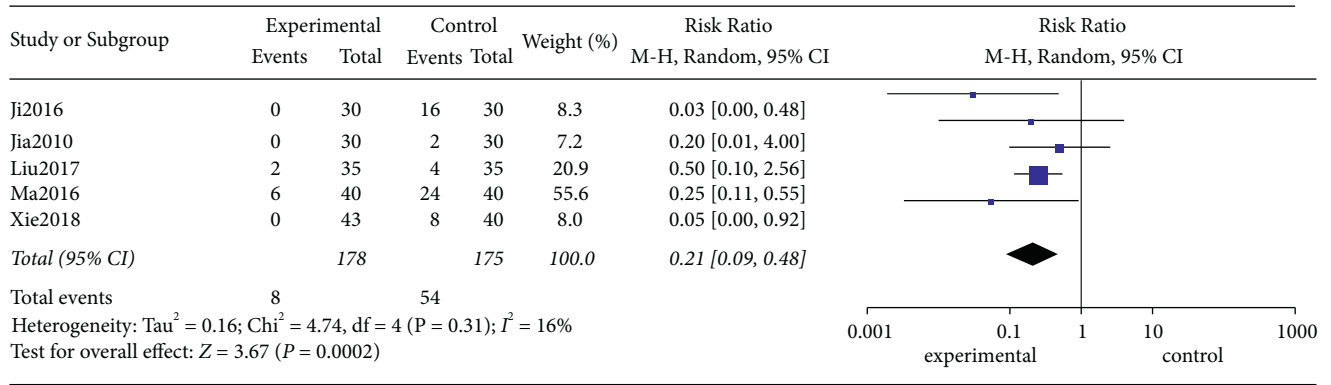 Study or Subgroup Experimental Control Weight (%) Risk Ratio Risk Ratio
Events Total Events Total M-H, Random, 95% CI M-H, Random, 95% CI
Ji2016 0 30 16 30 8.3 0.03 [0.00, 0.48]
Jia2010 0 30 2 30 7.2 0.20 [0.01, 4.00]
Liu2017 2 35 4 35 20.9 0.50 [0.10, 2.56]
Ma2016 6 40 24 40 55.6 0.25 [0.11, 0.55]
Xie2018 0 43 8 40 8.0 0.05 [0.00, 0.92]
Total (95% CI) 178 175 100.0 0.21 [0.09, 0.48]
Total events 8 54
Heterogeneity: Tau² = 0.16; Chi² = 4.74, df = 4 (P = 0.31); I² = 16%
Test for overall effect: Z = 3.67 (P = 0.0002)
0.001 0.1 1 10 1000
experimental control